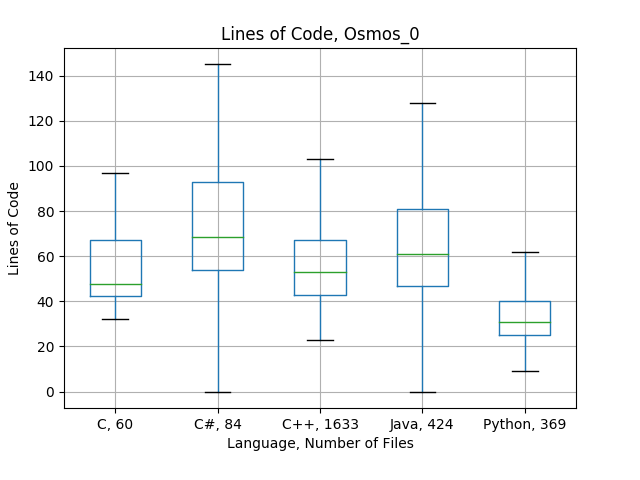 Lines of Code, Osmos_0
Lines of Code
140
120
100
80
60
40
20
0
C, 60
C#, 84
C++, 1633
Java, 424
Python, 369
Language, Number of Files